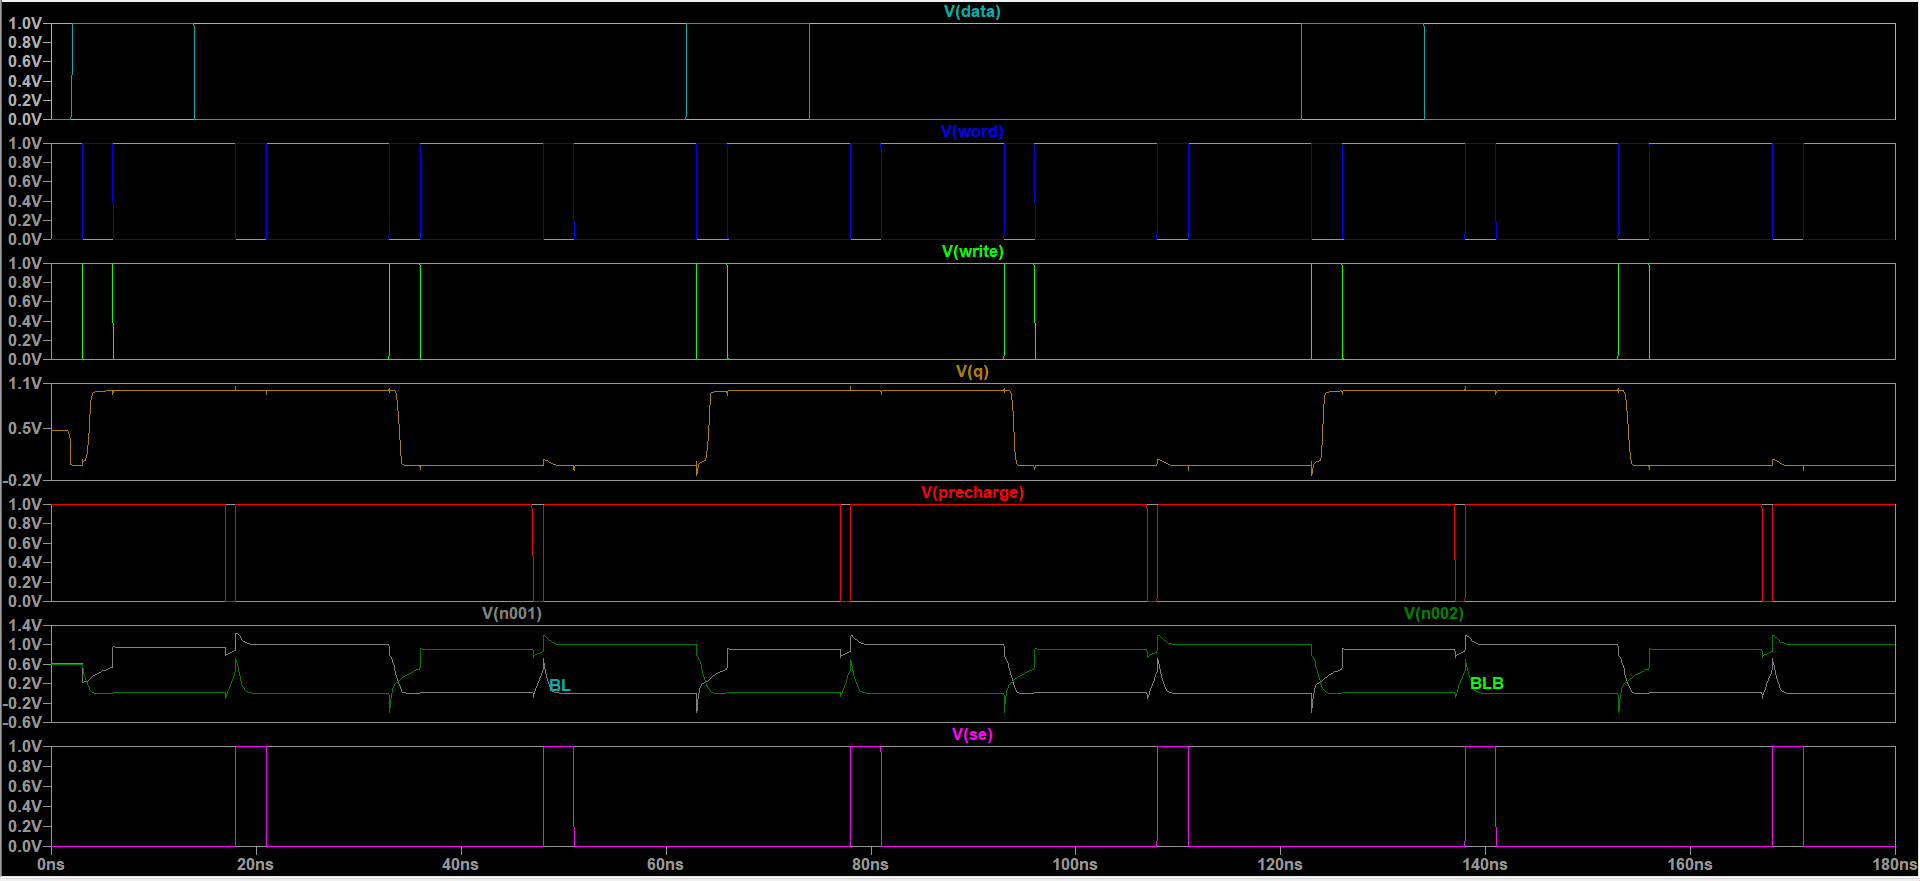 V(data)
1.0V
0.8V
0.6V
0.4V
0.2V
0.0V
V(word)
1.0V
0.8V
0.6V
0.4V
0.2V
0.0V
V(write)
1.0V
0.8V
0.6V
0.4V
0.2V
0.0V
V(q)
1.1V
0.5V
-0.2V
V(precharge)
1.0V
0.8V
0.6V
0.4V
0.2V
0.0V
V(n001) V(n002)
1.4V
1.0V
0.6V
0.2V
-0.2V
-0.6V
BL
BLB
V(se)
1.0V
0.8V
0.6V
0.4V
0.2V
0.0V
0ns 20ns 40ns 60ns 80ns 100ns 120ns 140ns 160ns 180ns